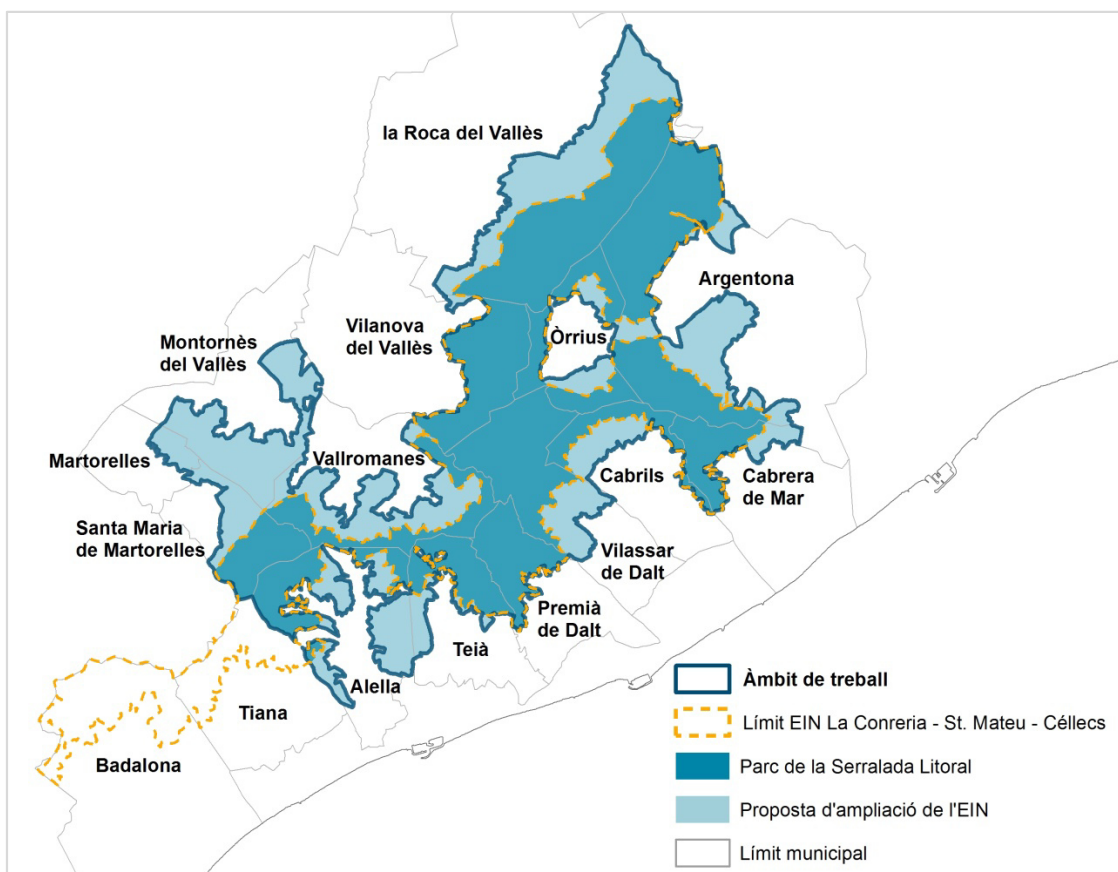 la Roca del Vallès
Argentona
Òrrius
Vilanova
del Vallès
Montornès
del Vallès
Martorelles
Vallromanes
Cabrils
Cabrera
de Mar
Santa Maria
de Martorelles
Vilassar
de Dalt
Premià
de Dalt
Teià
Alella
Tiana
Badalona
Àmbit de treball
Límit EIN La Conreria - St. Mateu - Céllecs
Parc de la Serralada Litoral
Proposta d'ampliació de l'EIN
Límit municipal